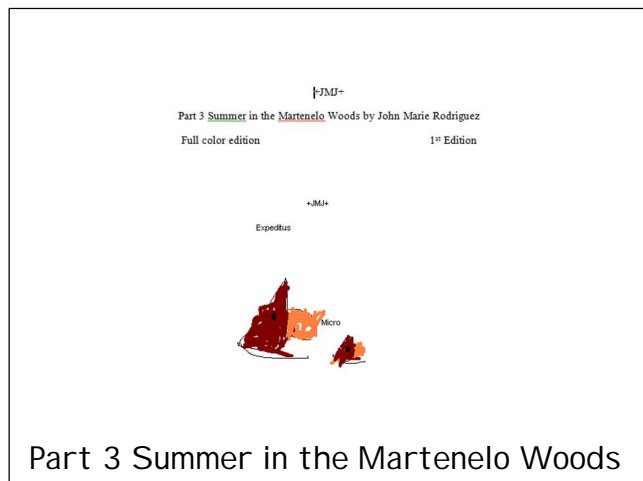 +JMJ+
Part 3 Summer in the Martenelo Woods by John Marie Rodriguez
Full color edition 1st Edition
+JMJ+
Expeditus
Micro
Part 3 Summer in the Martenelo Woods